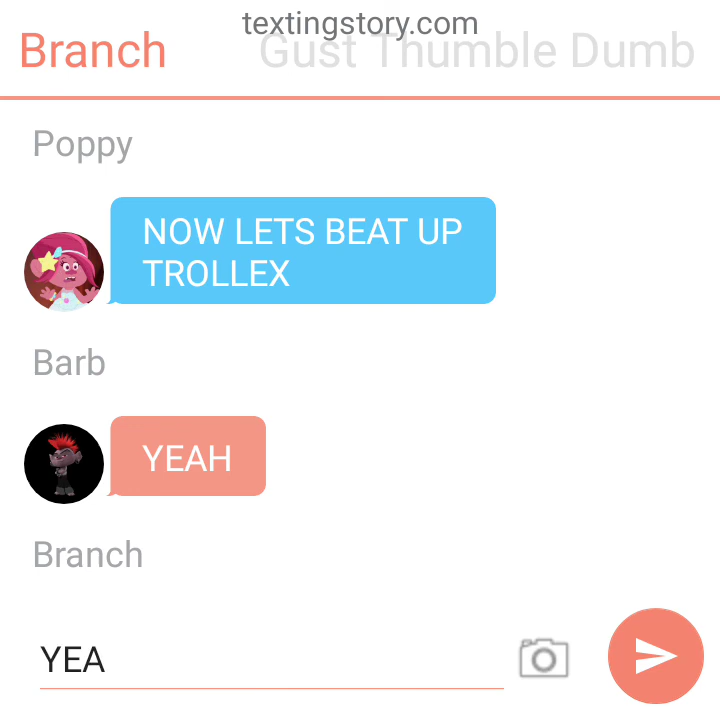 textingstory.com
Branch Gust Thumble Dumb
Poppy
NOW LETS BEAT UP
TROLLEX
Barb
YEAH
Branch
YEA